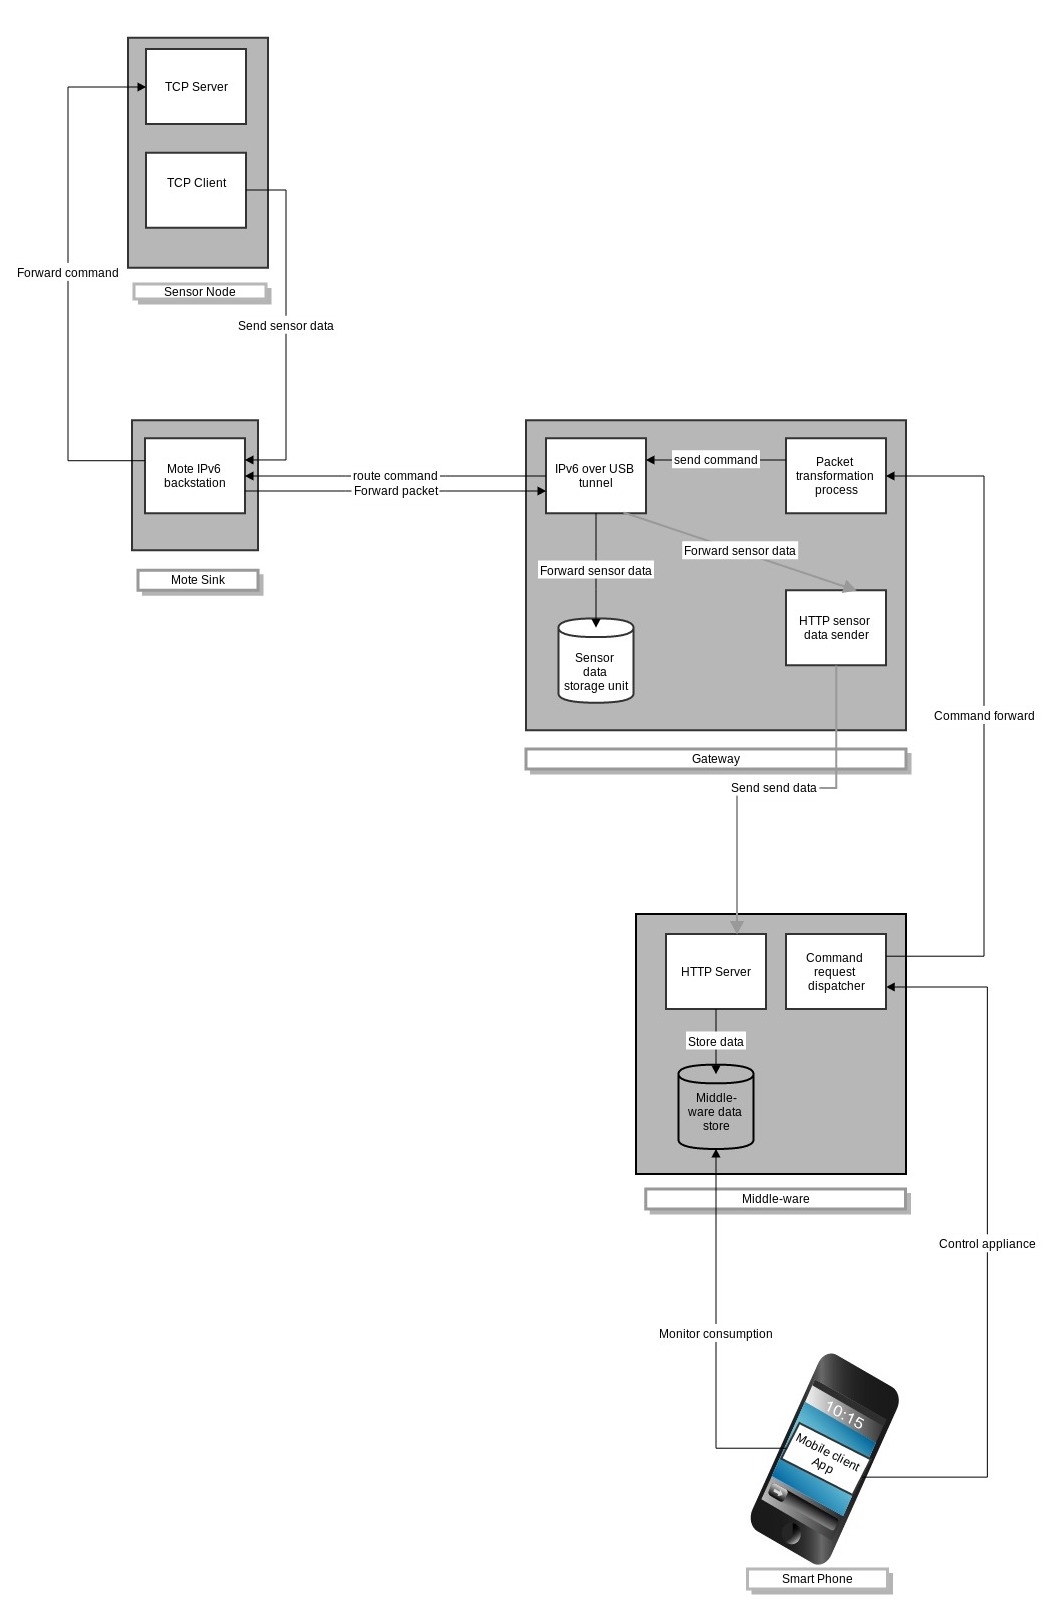 TCP Server
TCP Client
Forward command
Sensor Node
Send sensor data
Mote IPv6
backstation
route command
Forward packet
Mote Sink
IPv6 over USB
tunnel
send command
Packet
transformation
process
Forward sensor data
Forward sensor data
HTTP sensor
data sender
Sensor
data
storage unit
Command forward
Gateway
Send send data
HTTP Server
Command
request
dispatcher
Store data
Middle-
ware data
store
Middle-ware
Control appliance
Monitor consumption
10:15
Mobile client
App
Smart Phone